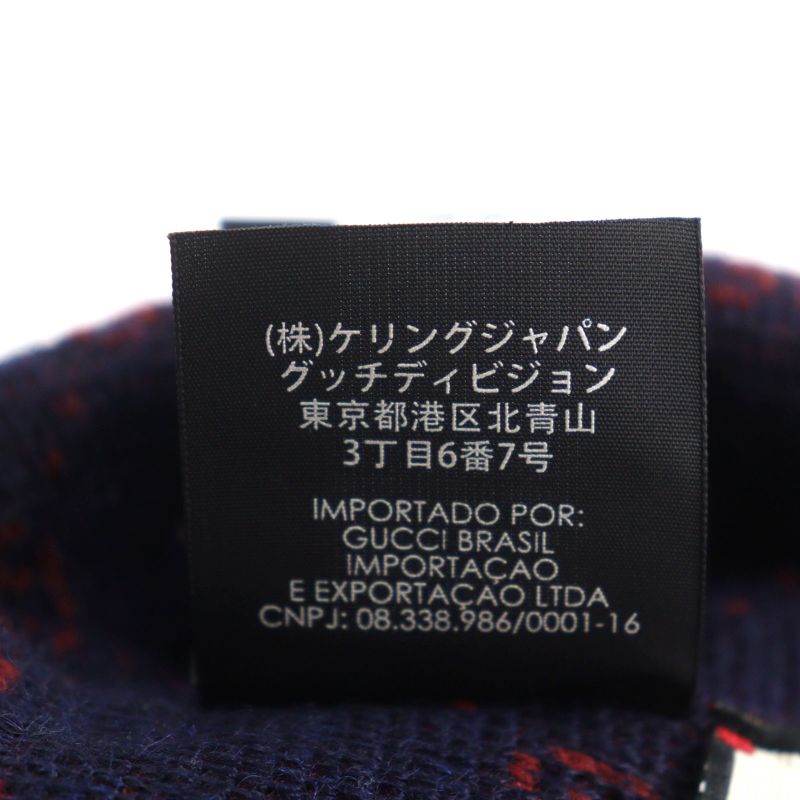 (株)ケリングジャパン
グッチディビジョン
東京都港区北青山
3丁目6番7号
IMPORTADO POR:
GUCCI BRASIL
IMPORTAÇAO
E EXPORTAÇAO LTDA
CNPJ: 08.338.986/0001-16